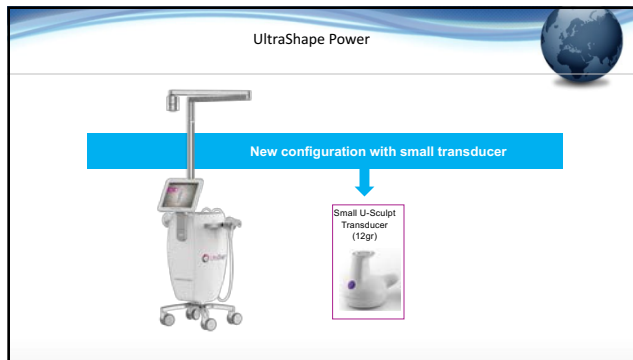 UltraShape Power
New configuration with small transducer
Small U-Sculpt
Transducer
(12gr)